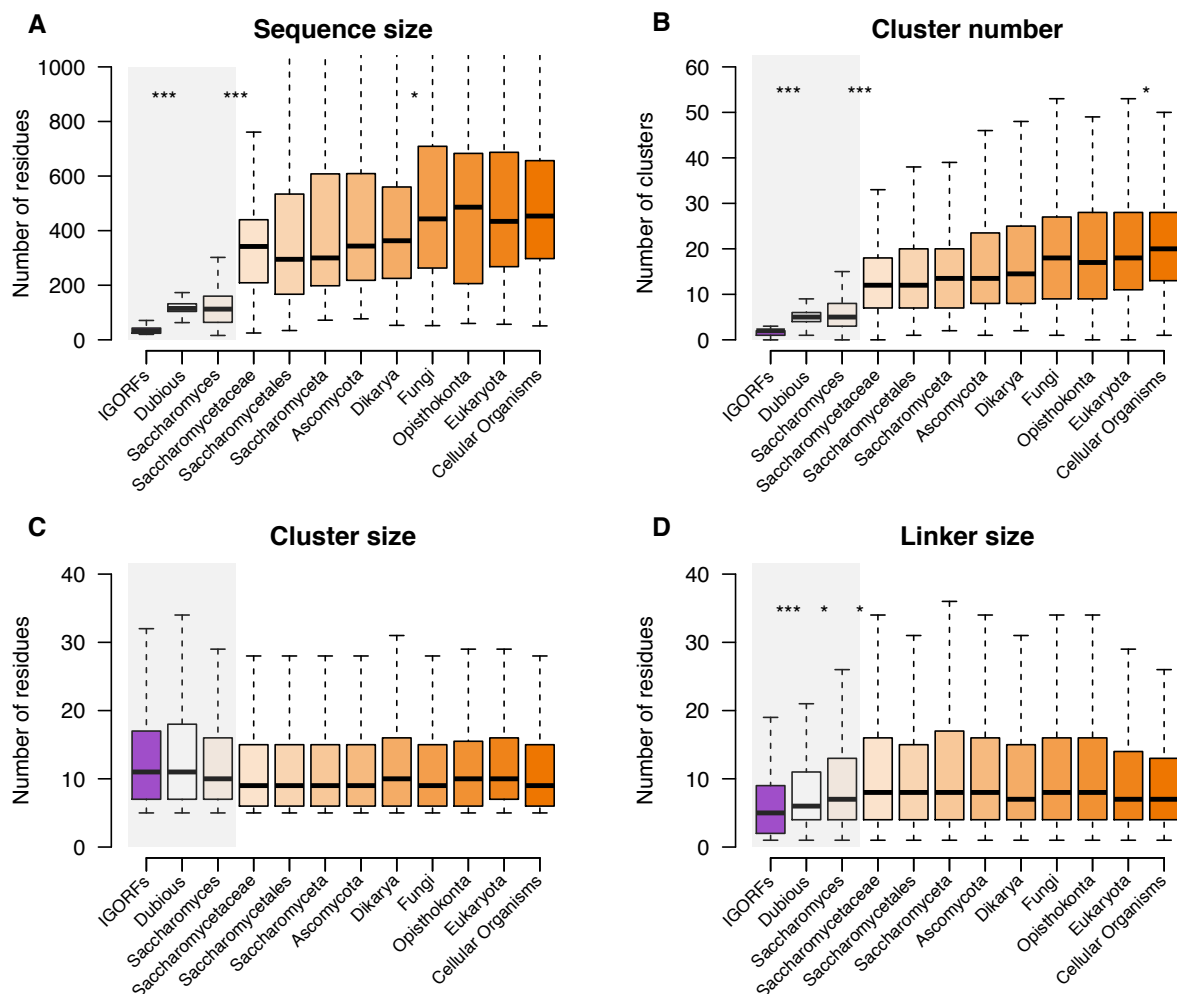 A
Sequence size
Number of residues
1000
800
600
400
200
0
***
***
*
IGORFs
Dubious
Saccharomyces
Saccharomycetaceae
Saccharomycetales
Saccharomyceta
Ascomycota
Dikarya
Fungi
Opisthokonta
Eukaryota
Cellular Organisms
B
Cluster number
Number of clusters
60
50
40
30
20
10
0
***
***
*
IGORFs
Dubious
Saccharomyces
Saccharomycetaceae
Saccharomycetales
Saccharomyceta
Ascomycota
Dikarya
Fungi
Opisthokonta
Eukaryota
Cellular Organisms
C
Cluster size
Number of residues
40
30
20
10
0
IGORFs
Dubious
Saccharomyces
Saccharomycetaceae
Saccharomycetales
Saccharomyceta
Ascomycota
Dikarya
Fungi
Opisthokonta
Eukaryota
Cellular Organisms
D
Linker size
Number of residues
40
30
20
10
0
***
*
*
IGORFs
Dubious
Saccharomyces
Saccharomycetaceae
Saccharomycetales
Saccharomyceta
Ascomycota
Dikarya
Fungi
Opisthokonta
Eukaryota
Cellular Organisms